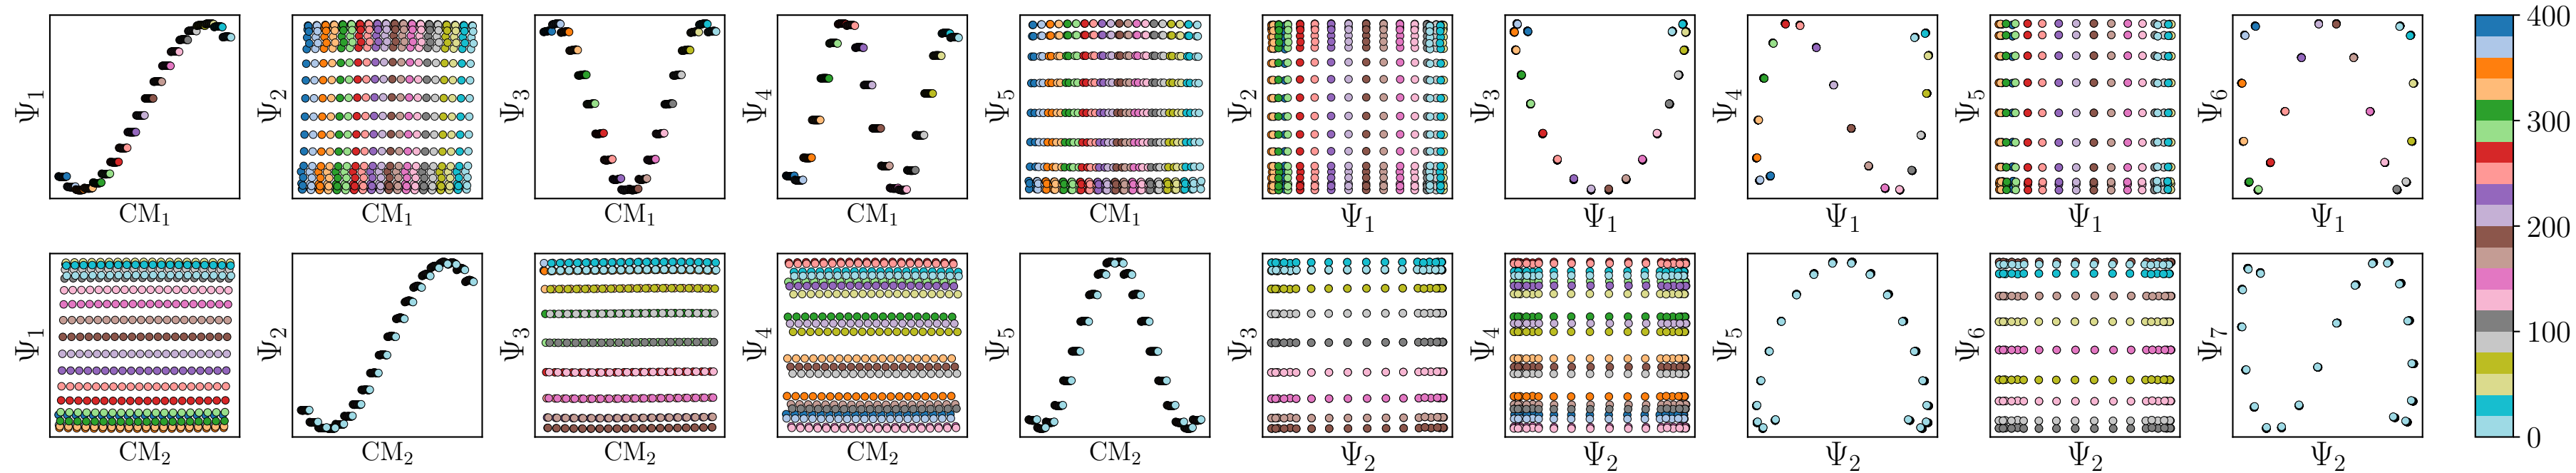 Ψ₁ CM₁
Ψ₂ CM₁
Ψ₃ CM₁
Ψ₄ CM₁
Ψ₅ CM₁
Ψ₂ Ψ₁
Ψ₃ Ψ₁
Ψ₄ Ψ₁
Ψ₅ Ψ₁
Ψ₆ Ψ₁
Ψ₁ CM₂
Ψ₂ CM₂
Ψ₃ CM₂
Ψ₄ CM₂
Ψ₅ CM₂
Ψ₃ Ψ₂
Ψ₄ Ψ₂
Ψ₅ Ψ₂
Ψ₆ Ψ₂
Ψ₇ Ψ₂
400
300
200
100
0